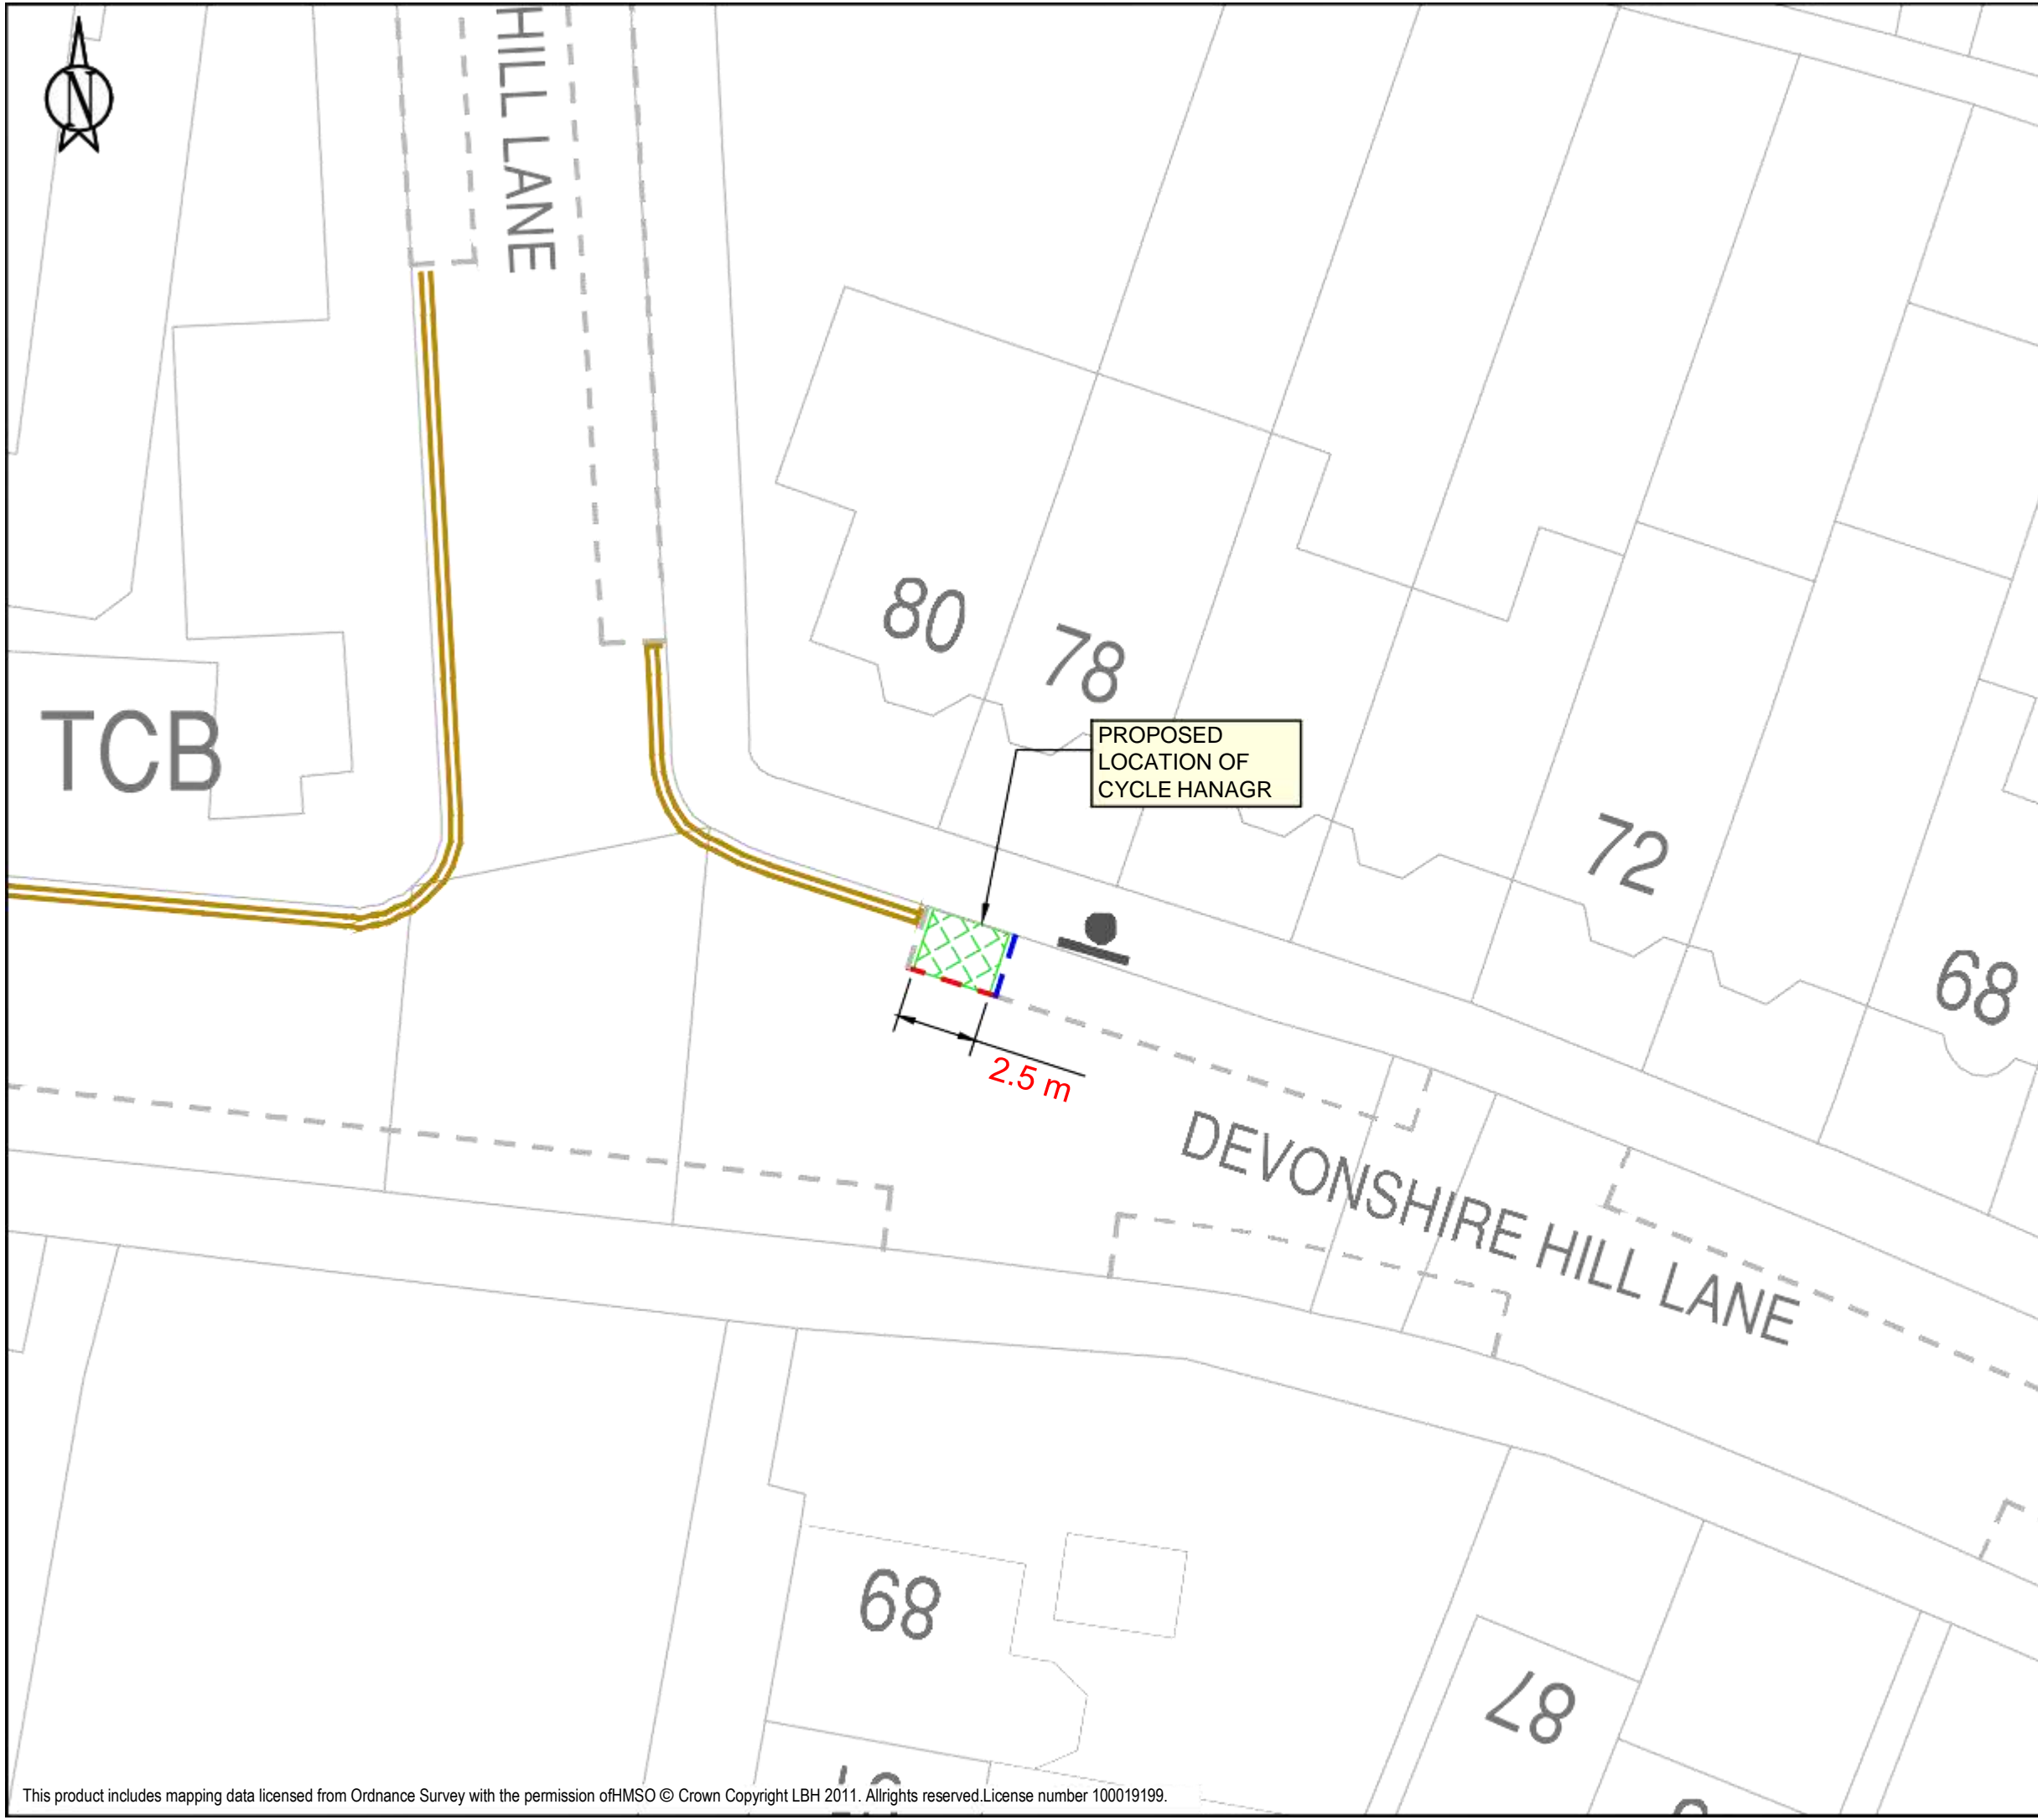 N
HILL LANE
80
78
PROPOSED
LOCATION OF
CYCLE HANAGR
TCB
72
68
2.5 m
DEVONSHIRE HILL LANE
68
87
This product includes mapping data licensed from Ordnance Survey with the permission ofHMSO © Crown Copyright LBH 2011. Allrights reserved.License number 100019199.